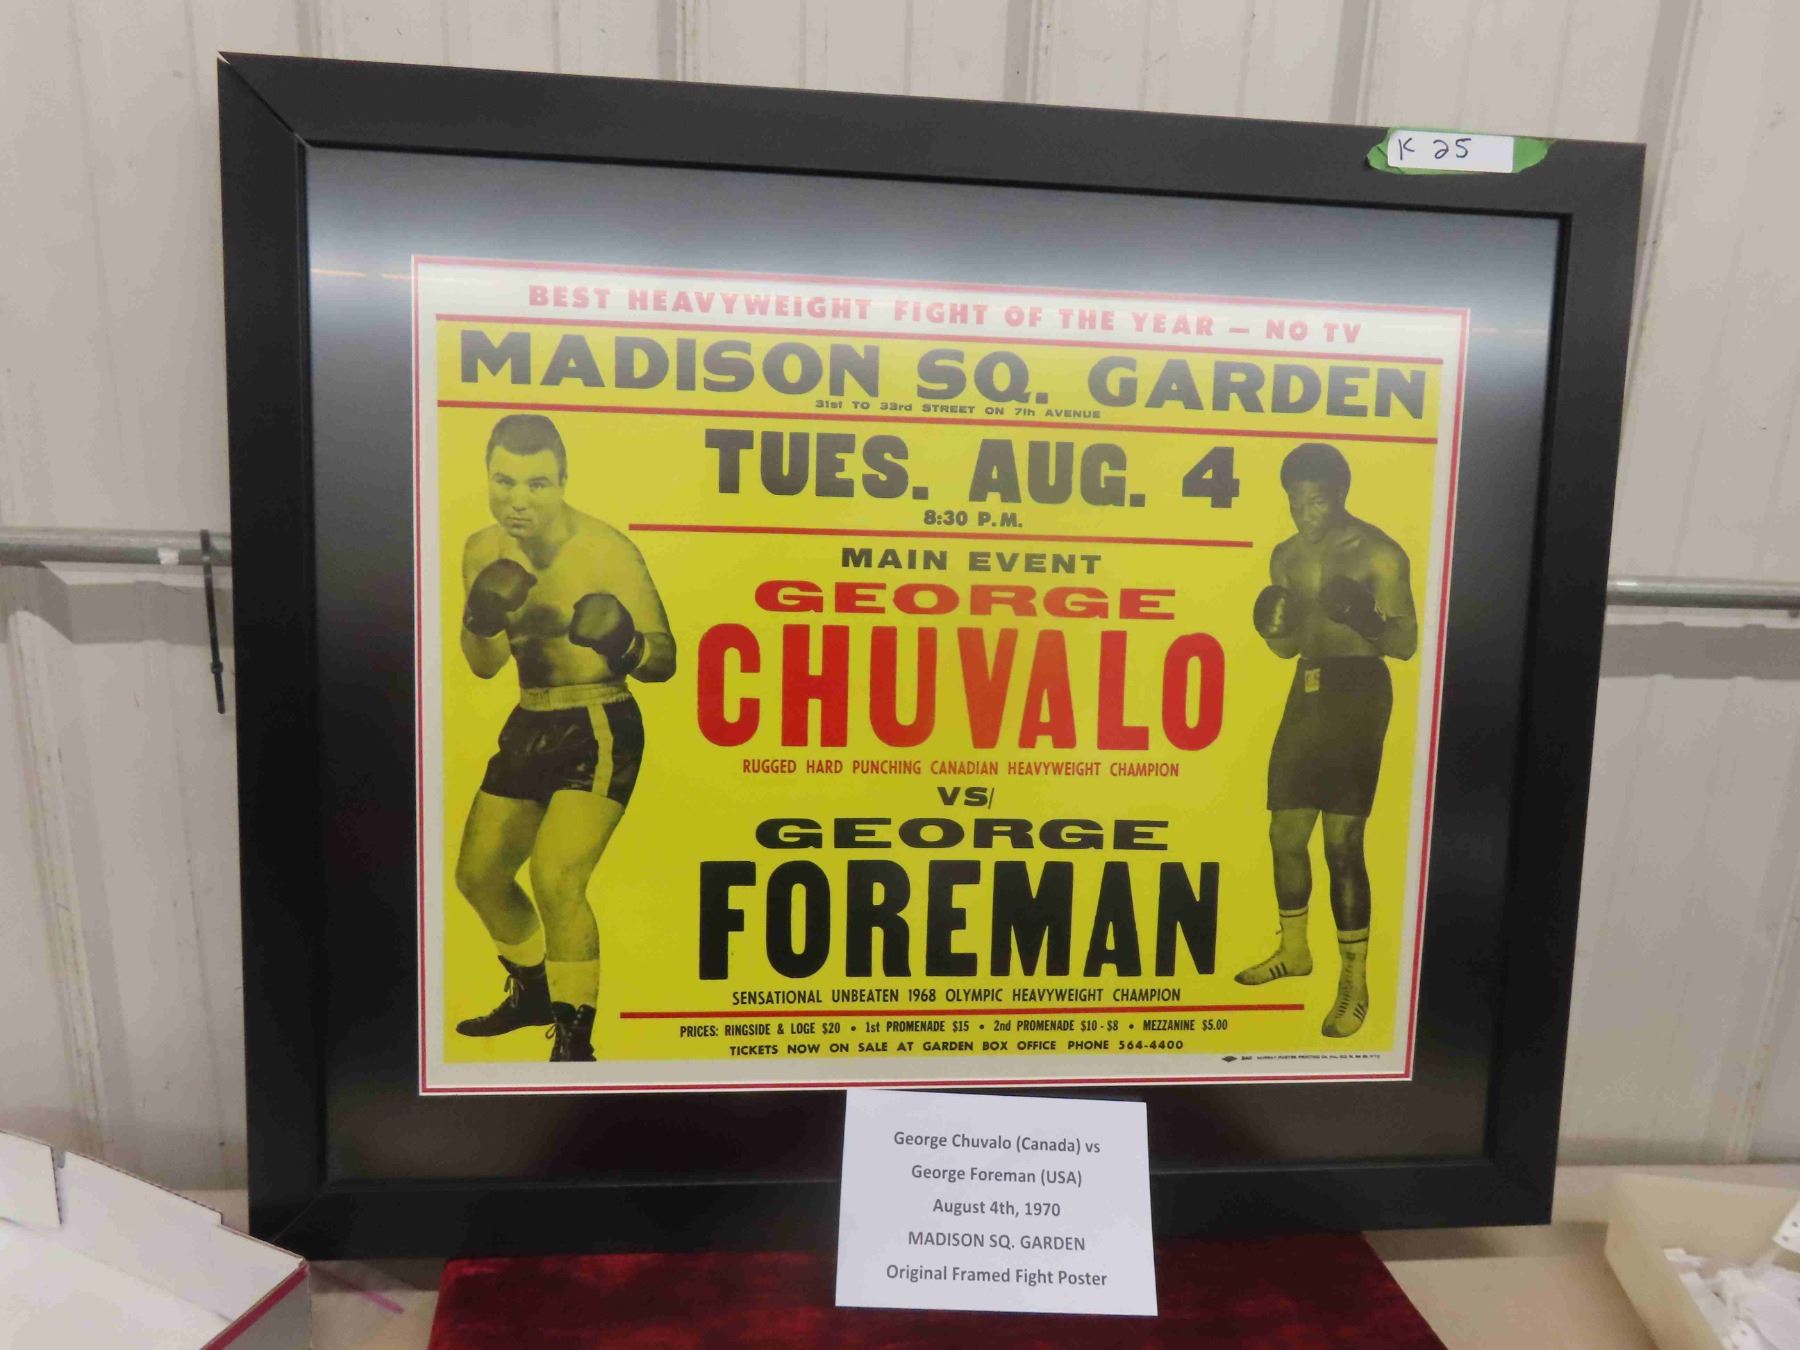 K 25
BEST HEAVYWEIGHT FIGHT OF THE YEAR — NO TV
MADISON SQ. GARDEN
31st TO 33rd STREET ON 7th AVENUE
TUES. AUG. 4
8:30 P.M.
MAIN EVENT
GEORGE
CHUVALO
RUGGED HARD PUNCHING CANADIAN HEAVYWEIGHT CHAMPION
VS/
GEORGE
FOREMAN
SENSATIONAL UNBEATEN 1968 OLYMPIC HEAVYWEIGHT CHAMPION
PRICES: RINGSIDE & LOGE $20 • 1st PROMENADE $15 • 2nd PROMENADE $10 - $8 • MEZZANINE $5.00
TICKETS NOW ON SALE AT GARDEN BOX OFFICE PHONE 564-4400
MURRAY POSTER PRINTING Co.
George Chuvalo (Canada) vs
George Foreman (USA)
August 4th, 1970
MADISON SQ. GARDEN
Original Framed Fight Poster